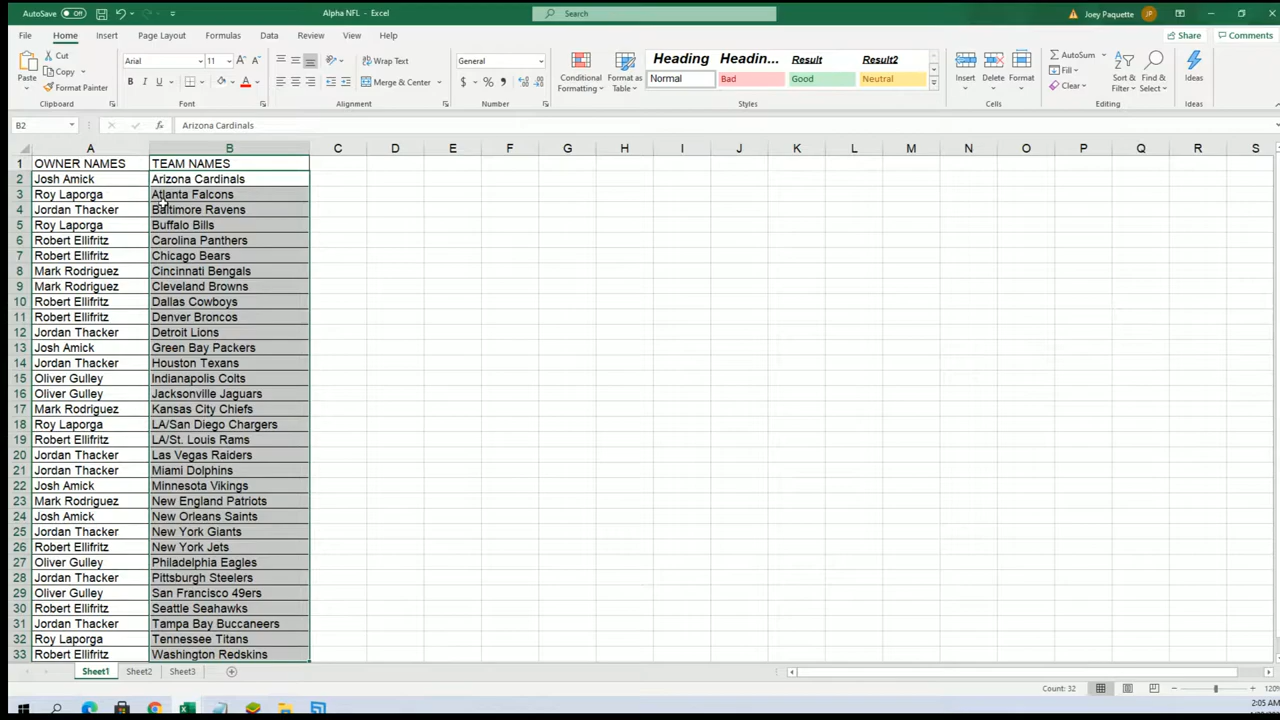 AutoSave Off Alpha NFL - Excel Search Joey Paquette JP
File Home Insert Page Layout Formulas Data Review View Help Share Comments
Paste Cut Copy Format Painter Clipboard
Arial 11 B I U A Font
Wrap Text Merge & Center Alignment
General $ % Number
Conditional Formatting Format as Table
Heading Headin... Result Result2
Normal Bad Good Neutral Styles
Insert Delete Format Cells
AutoSum Fill Clear Sort & Filter Find & Select Editing
Ideas Ideas
B2 fx Arizona Cardinals
A B C D E F G H I J K L M N O P Q R S
1 OWNER NAMES TEAM NAMES
2 Josh Amick Arizona Cardinals
3 Roy Laporga Atlanta Falcons
4 Jordan Thacker Baltimore Ravens
5 Roy Laporga Buffalo Bills
6 Robert Ellifritz Carolina Panthers
7 Robert Ellifritz Chicago Bears
8 Mark Rodriguez Cincinnati Bengals
9 Mark Rodriguez Cleveland Browns
10 Robert Ellifritz Dallas Cowboys
11 Robert Ellifritz Denver Broncos
12 Jordan Thacker Detroit Lions
13 Josh Amick Green Bay Packers
14 Jordan Thacker Houston Texans
15 Oliver Gulley Indianapolis Colts
16 Oliver Gulley Jacksonville Jaguars
17 Mark Rodriguez Kansas City Chiefs
18 Roy Laporga LA/San Diego Chargers
19 Robert Ellifritz LA/St. Louis Rams
20 Jordan Thacker Las Vegas Raiders
21 Jordan Thacker Miami Dolphins
22 Josh Amick Minnesota Vikings
23 Mark Rodriguez New England Patriots
24 Josh Amick New Orleans Saints
25 Jordan Thacker New York Giants
26 Robert Ellifritz New York Jets
27 Oliver Gulley Philadelphia Eagles
28 Jordan Thacker Pittsburgh Steelers
29 Oliver Gulley San Francisco 49ers
30 Robert Ellifritz Seattle Seahawks
31 Jordan Thacker Tampa Bay Buccaneers
32 Roy Laporga Tennessee Titans
33 Robert Ellifritz Washington Redskins
Sheet1 Sheet2 Sheet3
Count: 32 120%
2:05 AM